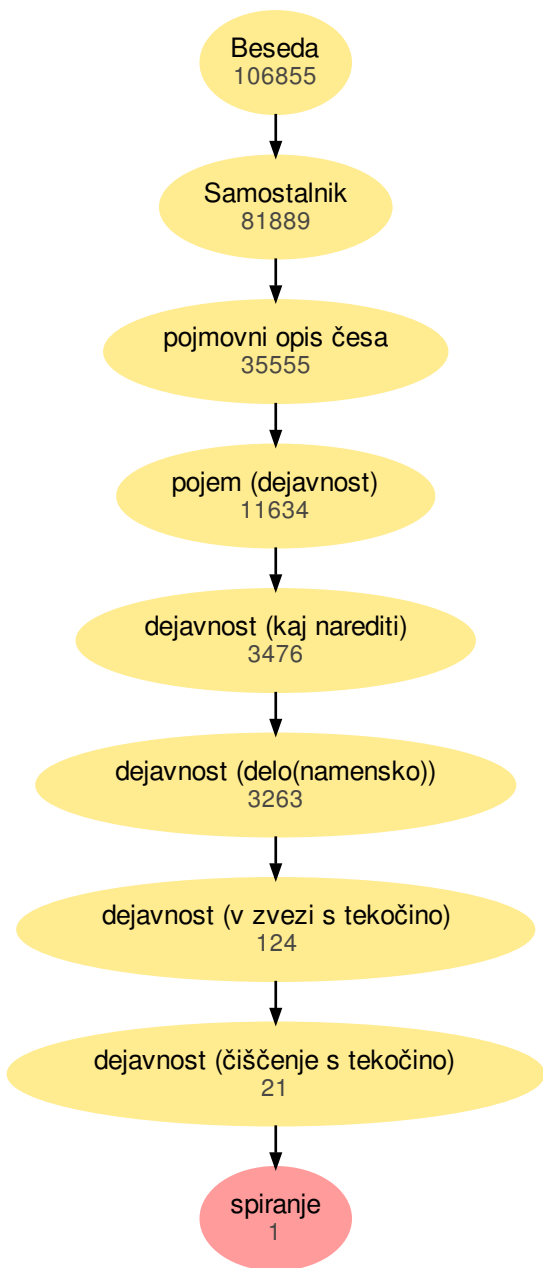 Beseda
106855
Samostalnik
81889
pojmovni opis česa
35555
pojem (dejavnost)
11634
dejavnost (kaj narediti)
3476
dejavnost (delo(namensko))
3263
dejavnost (v zvezi s tekočino)
124
dejavnost (čiščenje s tekočino)
21
spiranje
1